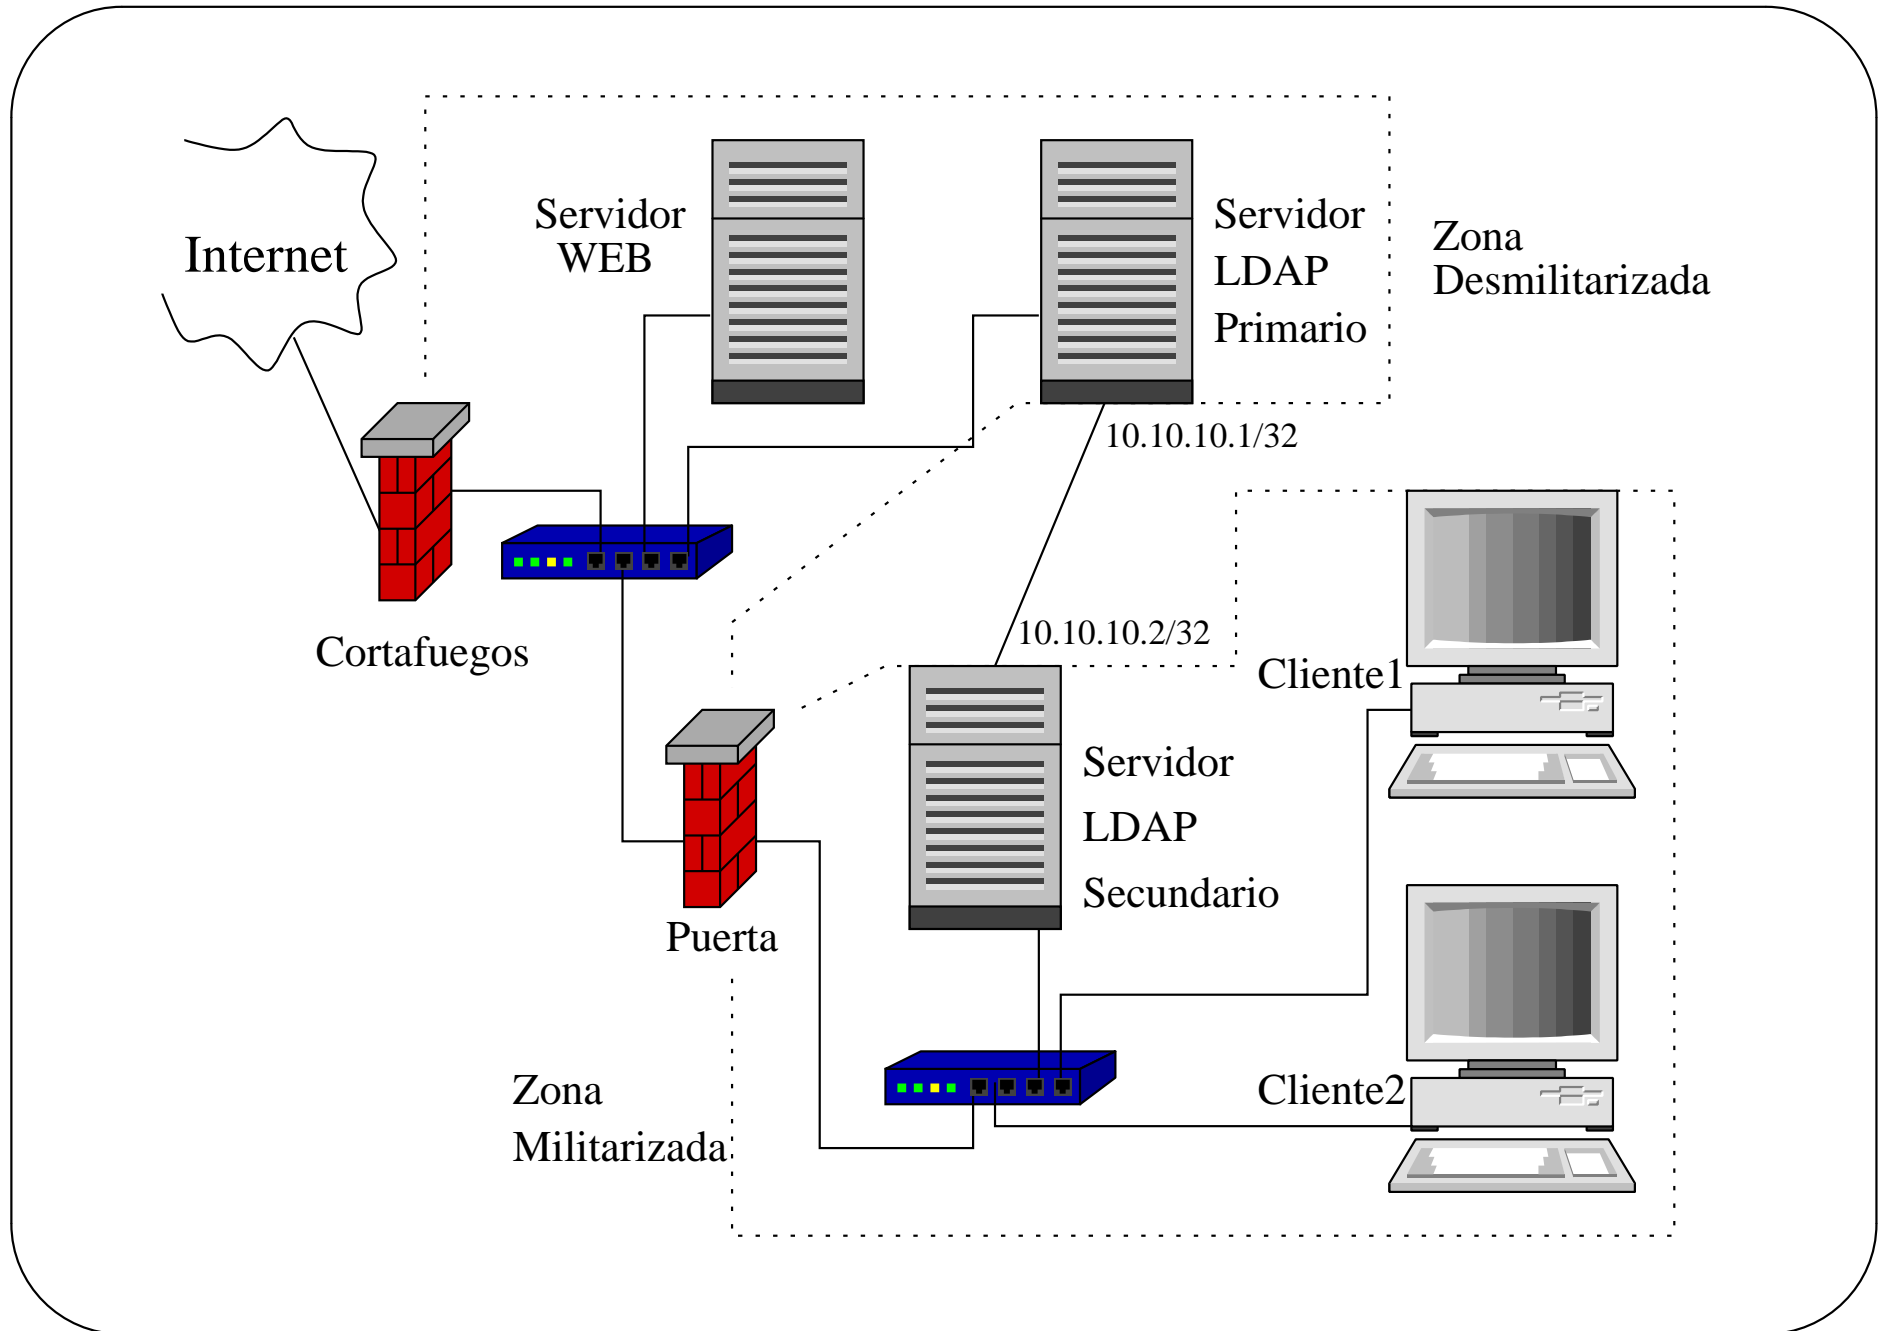 Internet
Servidor
WEB
Servidor
LDAP
Primario
Zona
Desmilitarizada
10.10.10.1/32
Cortafuegos
10.10.10.2/32
Cliente1
Servidor
LDAP
Secundario
Puerta
Zona
Militarizada
Cliente2